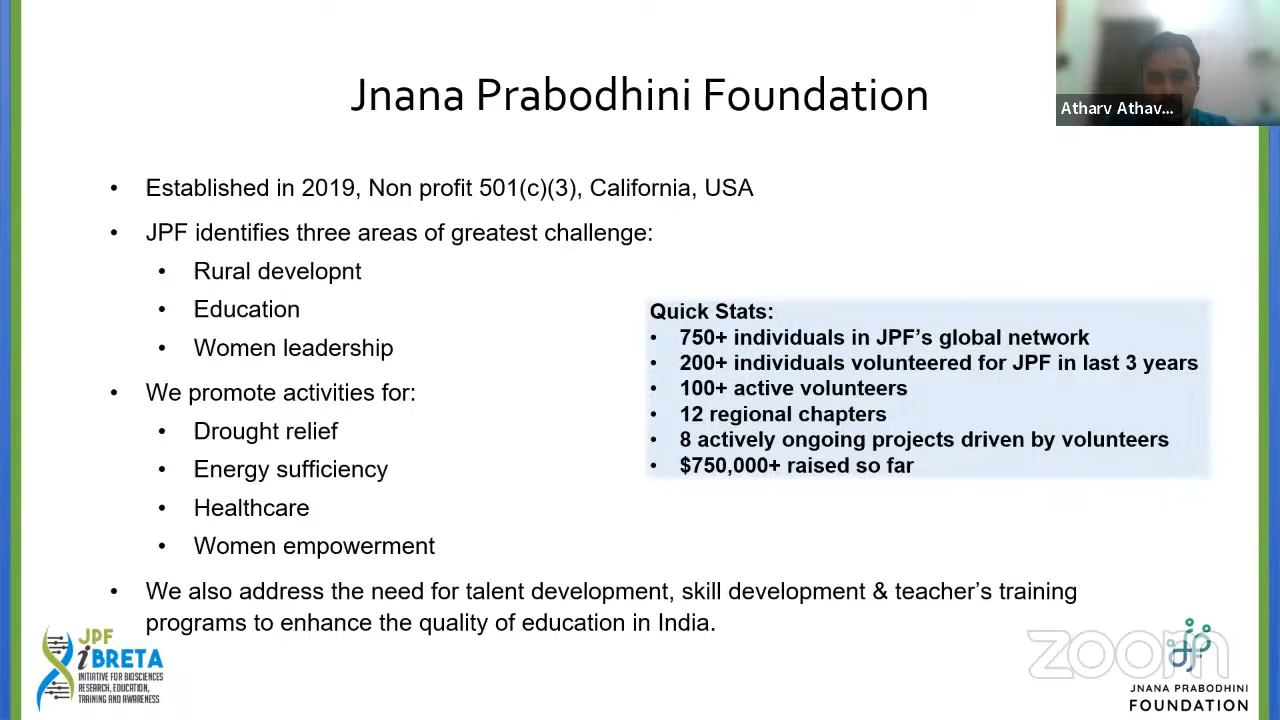 Jnana Prabodhini Foundation
Atharv Athav...
• Established in 2019, Non profit 501(c)(3), California, USA
• JPF identifies three areas of greatest challenge:
• Rural developnt
• Education
• Women leadership
• We promote activities for:
• Drought relief
• Energy sufficiency
• Healthcare
• Women empowerment
• We also address the need for talent development, skill development & teacher's training
programs to enhance the quality of education in India.
Quick Stats:
• 750+ individuals in JPF's global network
• 200+ individuals volunteered for JPF in last 3 years
• 100+ active volunteers
• 12 regional chapters
• 8 actively ongoing projects driven by volunteers
• $750,000+ raised so far
JPF
iBRETA
INITIATIVE FOR BIOSCIENCES
RESEARCH, EDUCATION,
TRAINING AND AWARENESS
zoom
JNANA PRABODHINI
FOUNDATION